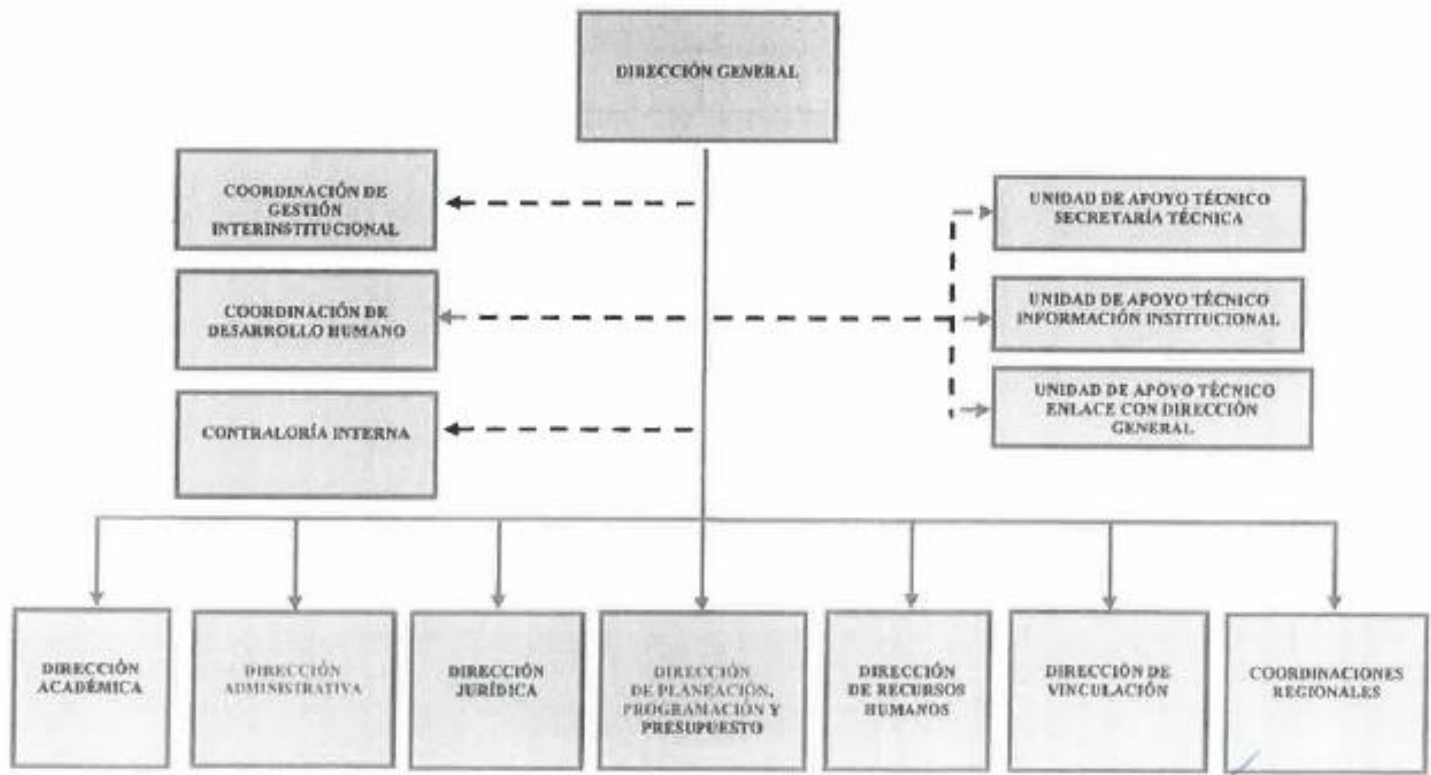 DIRECCIÓN GENERAL
COORDINACIÓN DE
GESTIÓN
INTERINSTITUCIONAL
UNIDAD DE APOYO TÉCNICO
SECRETARÍA TÉCNICA
COORDINACIÓN DE
DESARROLLO HUMANO
UNIDAD DE APOYO TÉCNICO
INFORMACIÓN INSTITUCIONAL
CONTRALORÍA INTERNA
UNIDAD DE APOYO TÉCNICO
ENLACE CON DIRECCIÓN
GENERAL
DIRECCIÓN
ACADÉMICA
DIRECCIÓN
ADMINISTRATIVA
DIRECCIÓN
JURÍDICA
DIRECCIÓN
DE PLANEACIÓN,
PROGRAMACIÓN Y
PRESUPUESTO
DIRECCIÓN
DE RECURSOS
HUMANOS
DIRECCIÓN DE
VINCULACIÓN
COORDINACIONES
REGIONALES